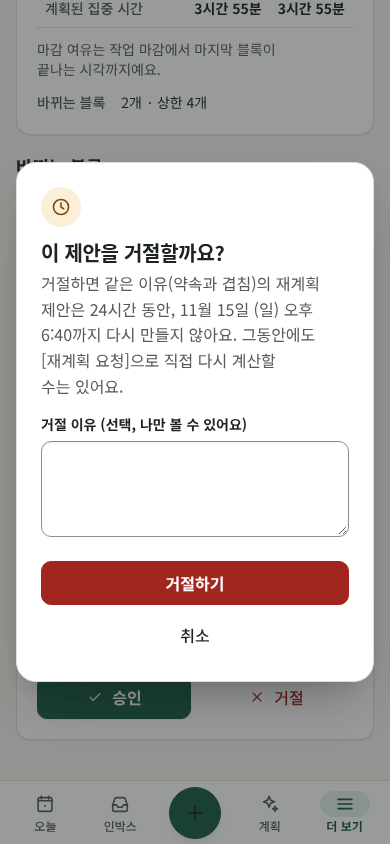 계획된 집중 시간 3시간 55분 3시간 55분
마감 여유는 작업 마감에서 마지막 블록이
끝나는 시각까지예요.
바뀌는 블록 2개 · 상한 4개
이 제안을 거절할까요?
거절하면 같은 이유(약속과 겹침)의 재계획
제안은 24시간 동안, 11월 15일 (일) 오후
6:40까지 다시 만들지 않아요. 그동안에도
[재계획 요청]으로 직접 다시 계산할
수는 있어요.
거절 이유 (선택, 나만 볼 수 있어요)
거절하기
취소
승인 거절
오늘 인박스 계획 더 보기